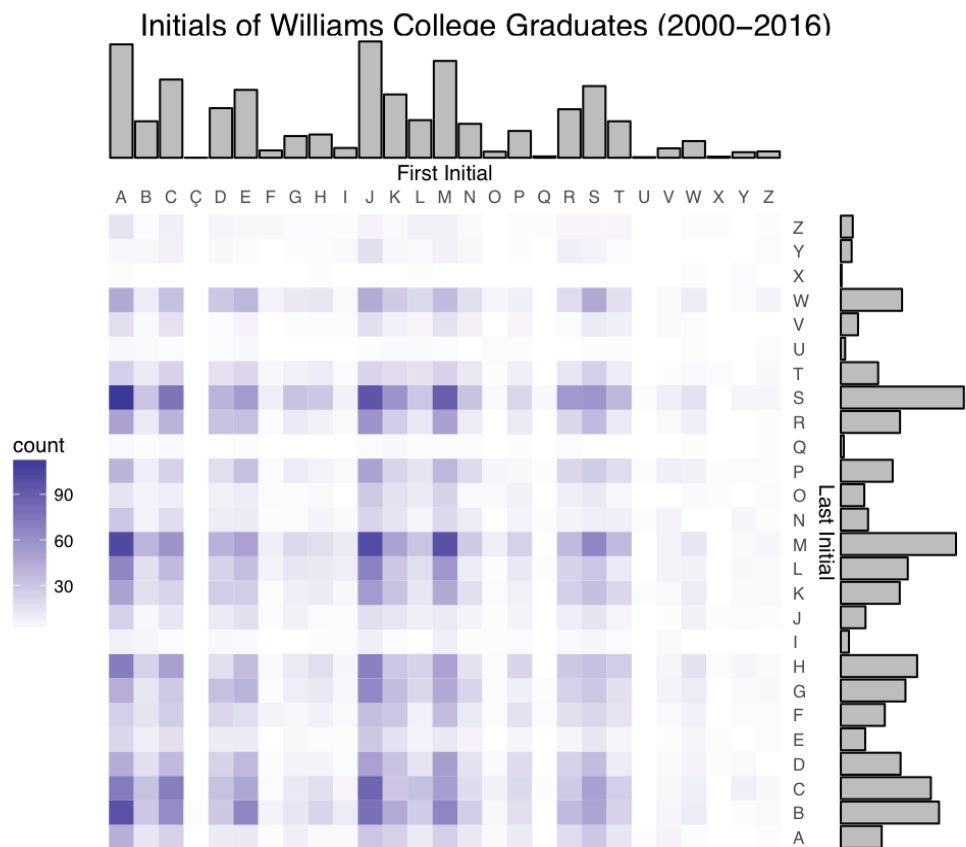 Initials of Williams College Graduates (2000–2016)
First Initial
A B C Ç D E F G H I J K L M N O P Q R S T U V W X Y Z
Z
Y
X
W
V
U
T
S
R
Q
P
O
N
M
L
K
J
I
H
G
F
E
D
C
B
A
Last Initial
count
90
60
30